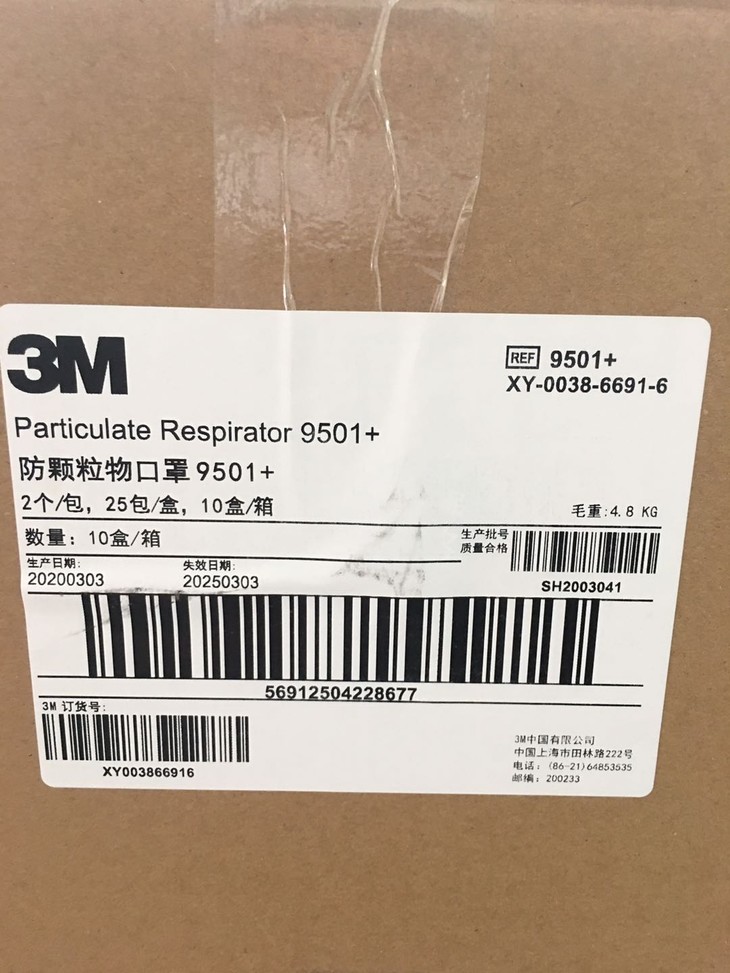 3M
REF 9501+
XY-0038-6691-6
Particulate Respirator 9501+
防颗粒物口罩9501+
2个/包，25包/盒，10盒/箱
毛重:4.8 KG
数量：10盒/箱
生产批号
质量合格
SH2003041
生产日期:
20200303
失效日期:
20250303
56912504228677
3M 订货号:
XY003866916
3M中国有限公司
中国上海市田林路222号
电话：(86-21)64853535
邮编：200233